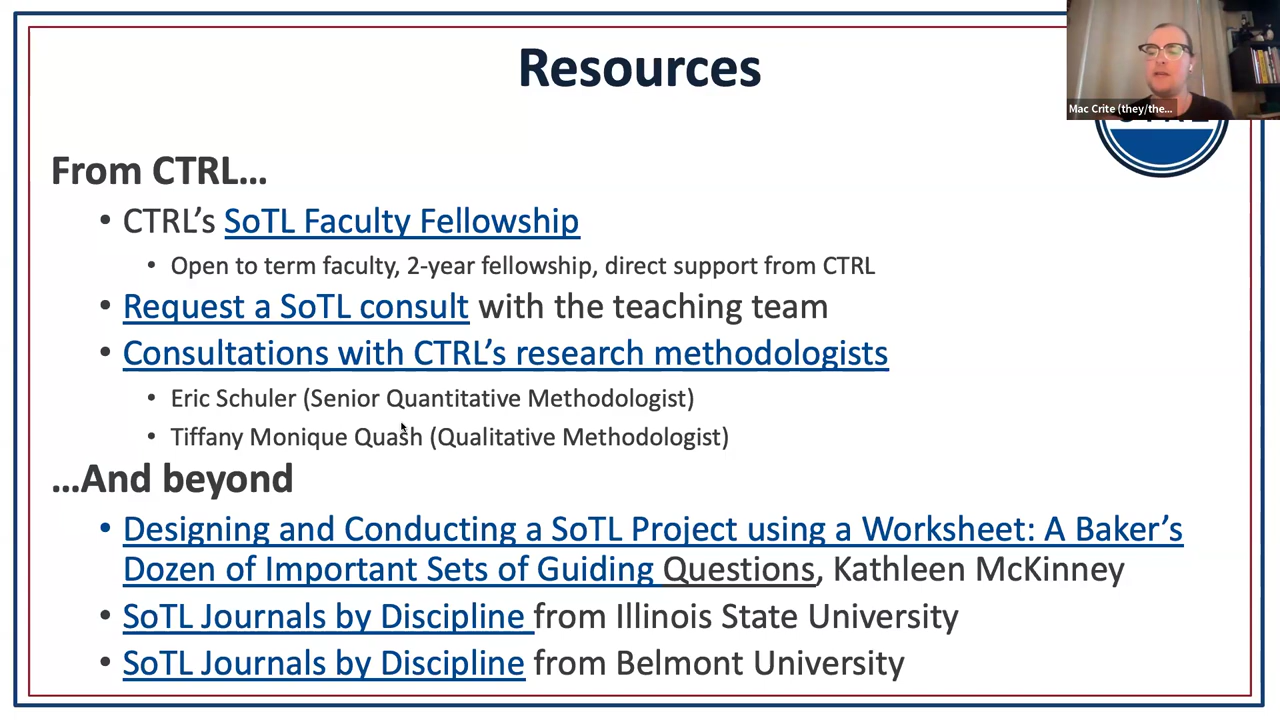 Resources
Mac Crite (they/the...
From CTRL...
• CTRL's SoTL Faculty Fellowship
• Open to term faculty, 2-year fellowship, direct support from CTRL
• Request a SoTL consult with the teaching team
• Consultations with CTRL's research methodologists
• Eric Schuler (Senior Quantitative Methodologist)
• Tiffany Monique Quash (Qualitative Methodologist)
...And beyond
• Designing and Conducting a SoTL Project using a Worksheet: A Baker's
Dozen of Important Sets of Guiding Questions, Kathleen McKinney
• SoTL Journals by Discipline from Illinois State University
• SoTL Journals by Discipline from Belmont University